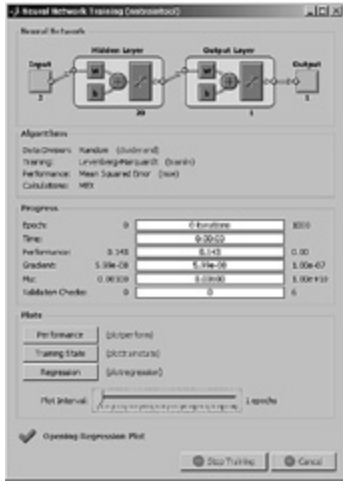 Neural Network Training (nntraintool)
Neural Network
Hidden Layer
Output Layer
Input
Output
W
b
W
b
2
20
1
1
Algorithms
Data Division: Random (dividerand)
Training: Levenberg-Marquardt (trainlm)
Performance: Mean Squared Error (mse)
Calculations: MEX
Progress
Epoch: 0 0 iterations 1000
Time: 0:00:00
Performance: 0.143 0.143 0.00
Gradient: 5.99e-08 5.99e-08 1.00e-07
Mu: 0.00100 0.00100 1.00e+10
Validation Checks: 0 0 6
Plots
Performance (plotperform)
Training State (plottrainstate)
Regression (plotregression)
Plot Interval: 1 epochs
Opening Regression Plot
Stop Training
Cancel